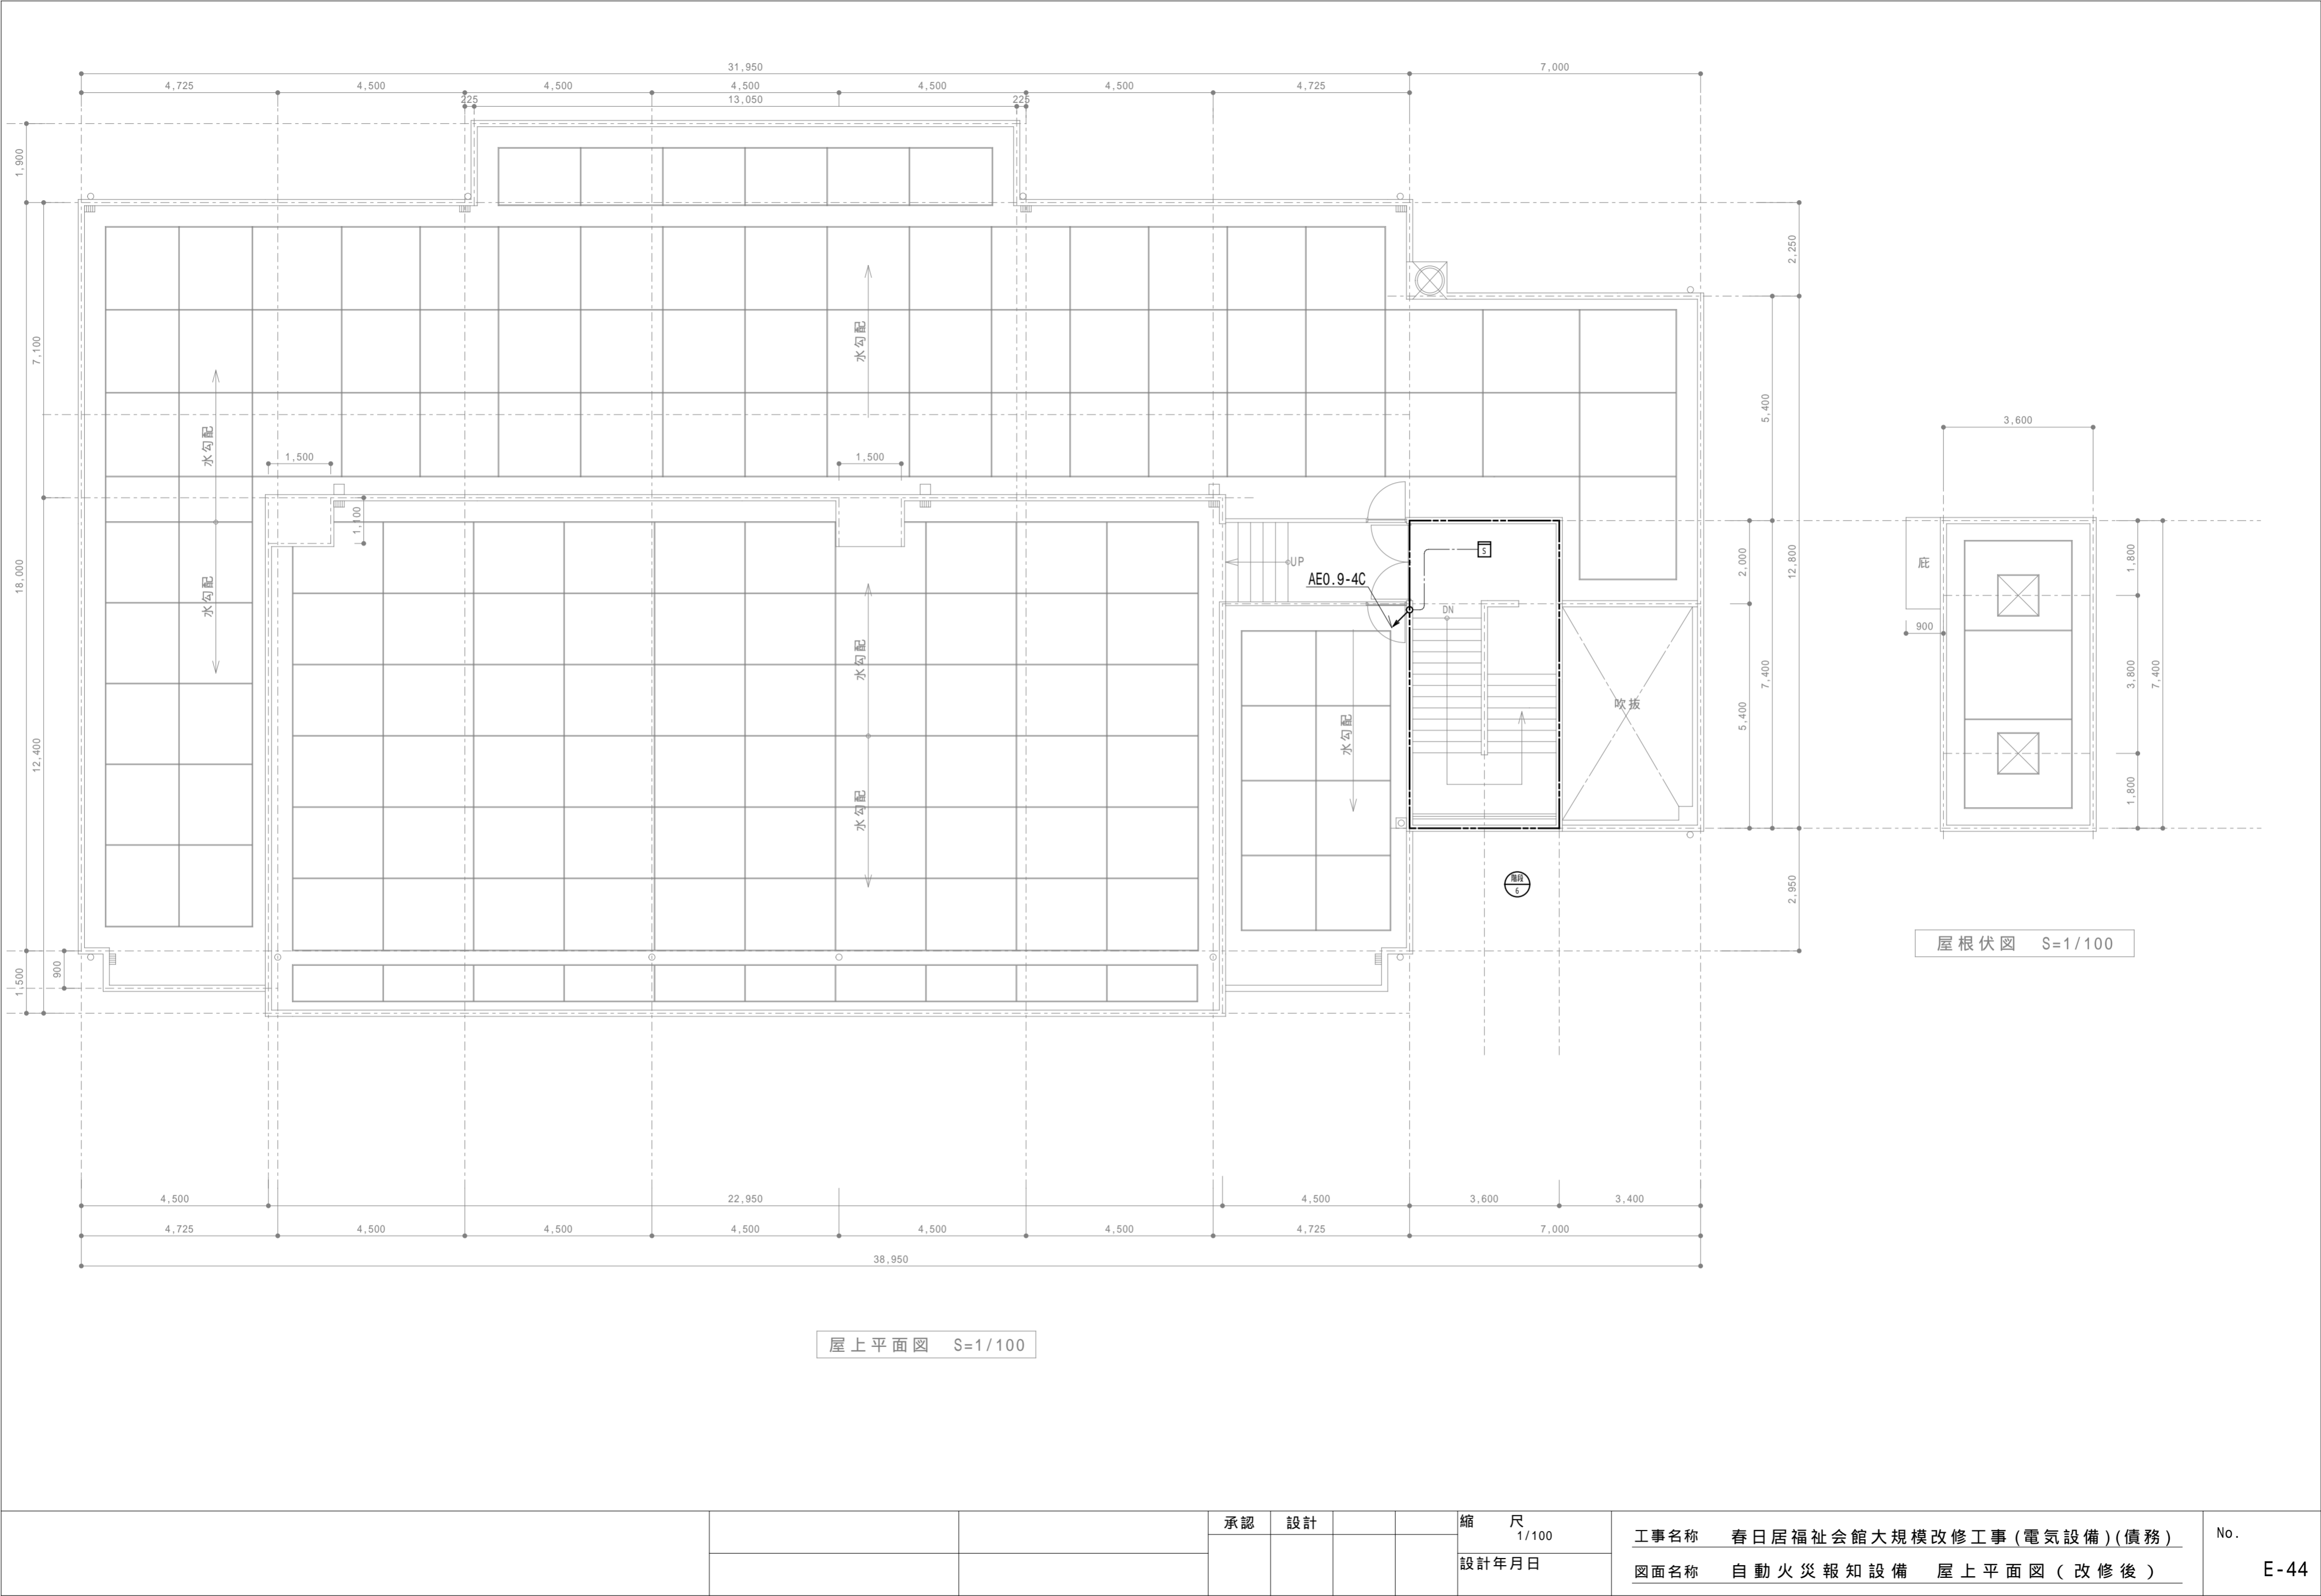 31,950 7,000
4,725 4,500 4,500 4,500 4,500 4,500 4,725
225 13,050 225
1,900
7,100
18,000
12,400
1,500
900
2,250
5,400
12,800
2,000
7,400
5,400
2,950
水勾配
水勾配
水勾配
水勾配
水勾配
水勾配
1,500
1,500
1,100
UP
AE0.9-4C
S
DN
吹抜
階段
6
3,600
庇
900
1,800
3,800
1,800
7,400
屋根伏図 S=1/100
4,500 22,950 4,500 3,600 3,400
4,725 4,500 4,500 4,500 4,500 4,500 4,725 7,000
38,950
屋上平面図 S=1/100
承認 設計
縮 尺
1/100
設計年月日
工事名称 春日居福祉会館大規模改修工事(電気設備)(債務)
図面名称 自動火災報知設備 屋上平面図(改修後)
No.
E-44